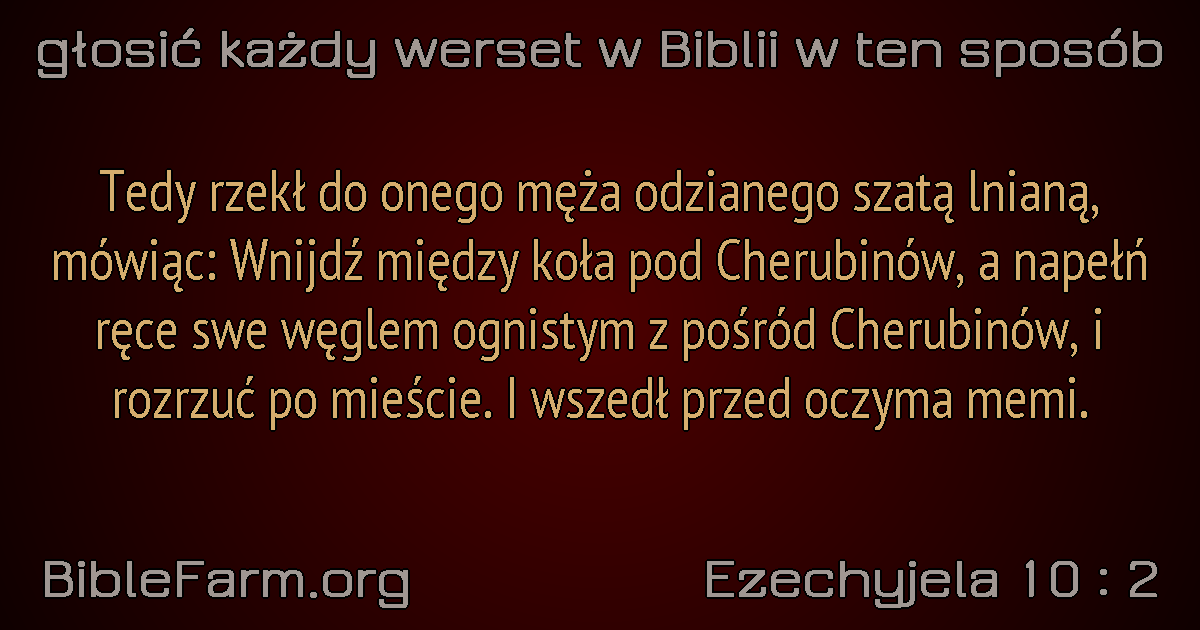 głosić każdy werset w Biblii w ten sposób
Tedy rzekł do onego męża odzianego szatą lnianą,
mówiąc: Wnijdź między koła pod Cherubinów, a napełń
ręce swe węglem ognistym z pośród Cherubinów, i
rozrzuć po mieście. I wszedł przed oczyma memi.
BibleFarm.org
Ezechyjela 10 : 2